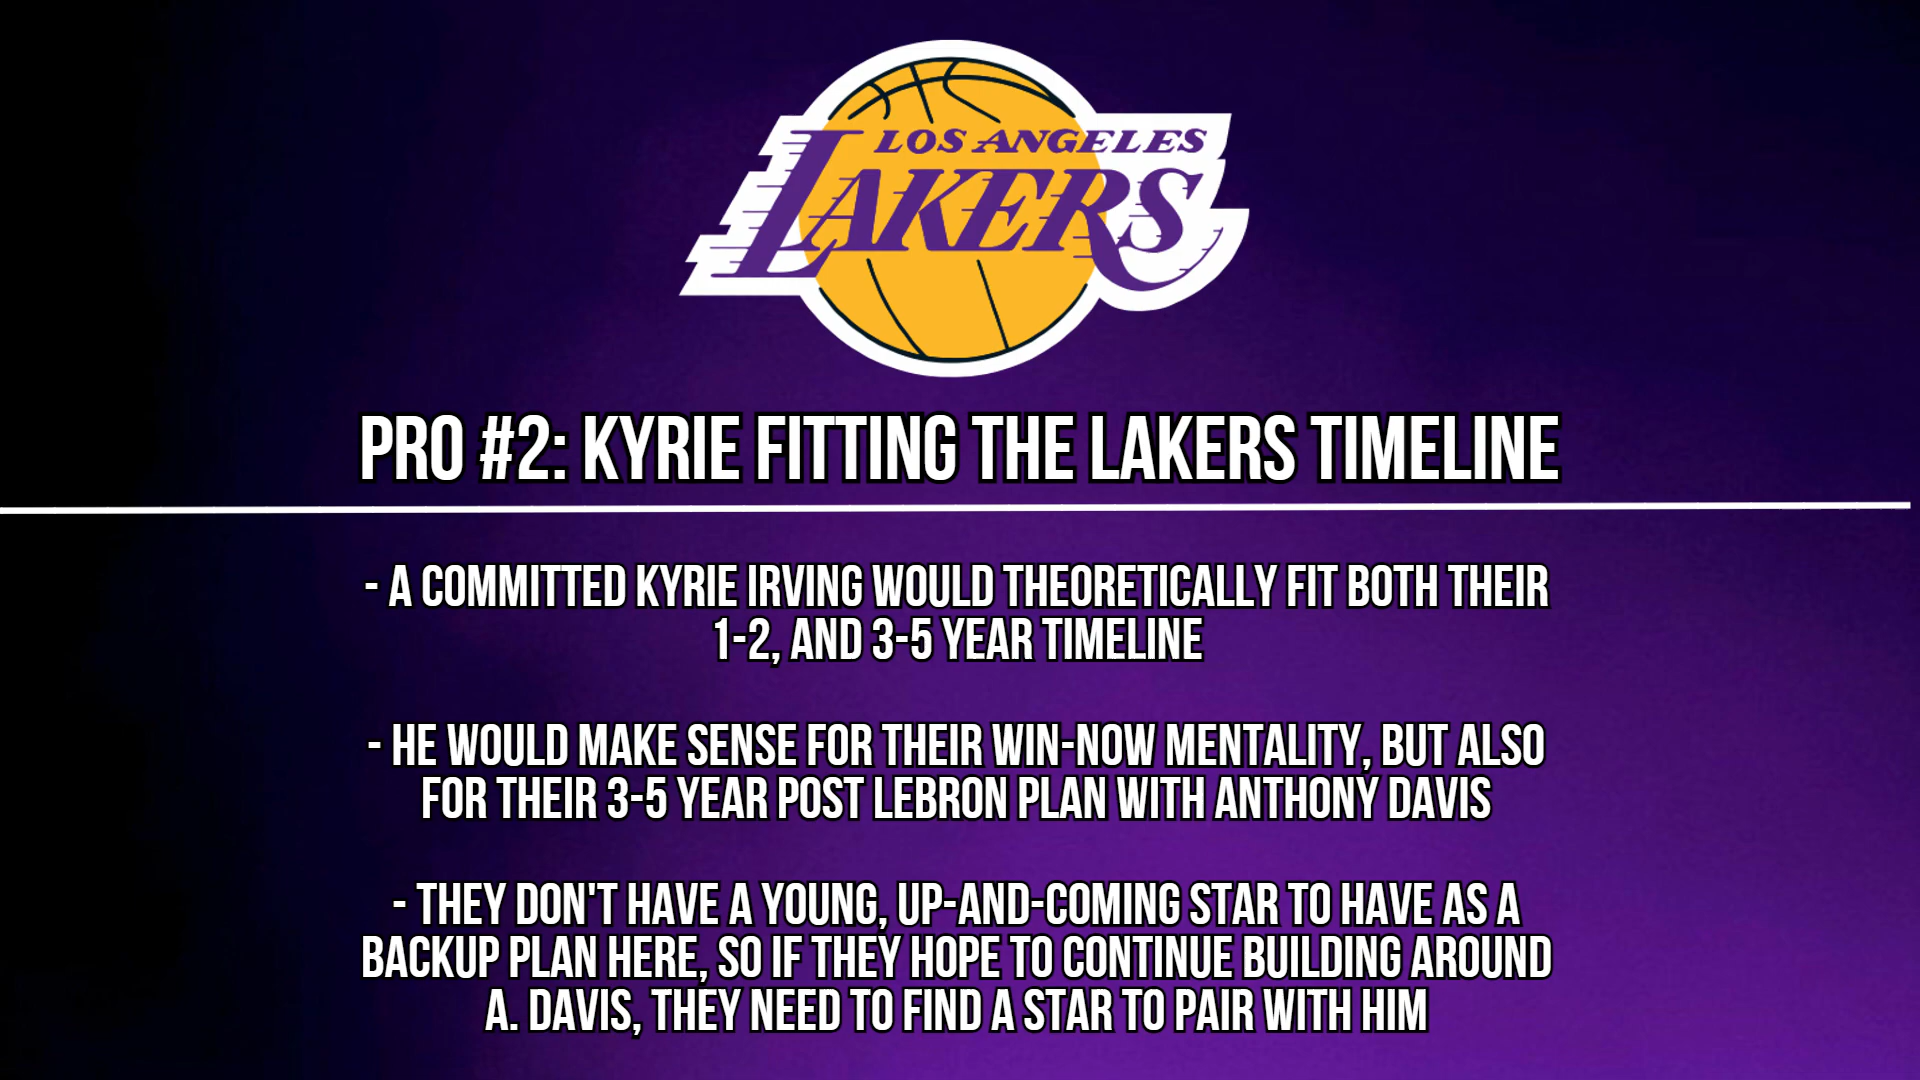 LOS ANGELES
LAKERS
PRO #2: KYRIE FITTING THE LAKERS TIMELINE
- A COMMITTED KYRIE IRVING WOULD THEORETICALLY FIT BOTH THEIR
1-2, AND 3-5 YEAR TIMELINE
- HE WOULD MAKE SENSE FOR THEIR WIN-NOW MENTALITY, BUT ALSO
FOR THEIR 3-5 YEAR POST LEBRON PLAN WITH ANTHONY DAVIS
- THEY DON'T HAVE A YOUNG, UP-AND-COMING STAR TO HAVE AS A
BACKUP PLAN HERE, SO IF THEY HOPE TO CONTINUE BUILDING AROUND
A. DAVIS, THEY NEED TO FIND A STAR TO PAIR WITH HIM